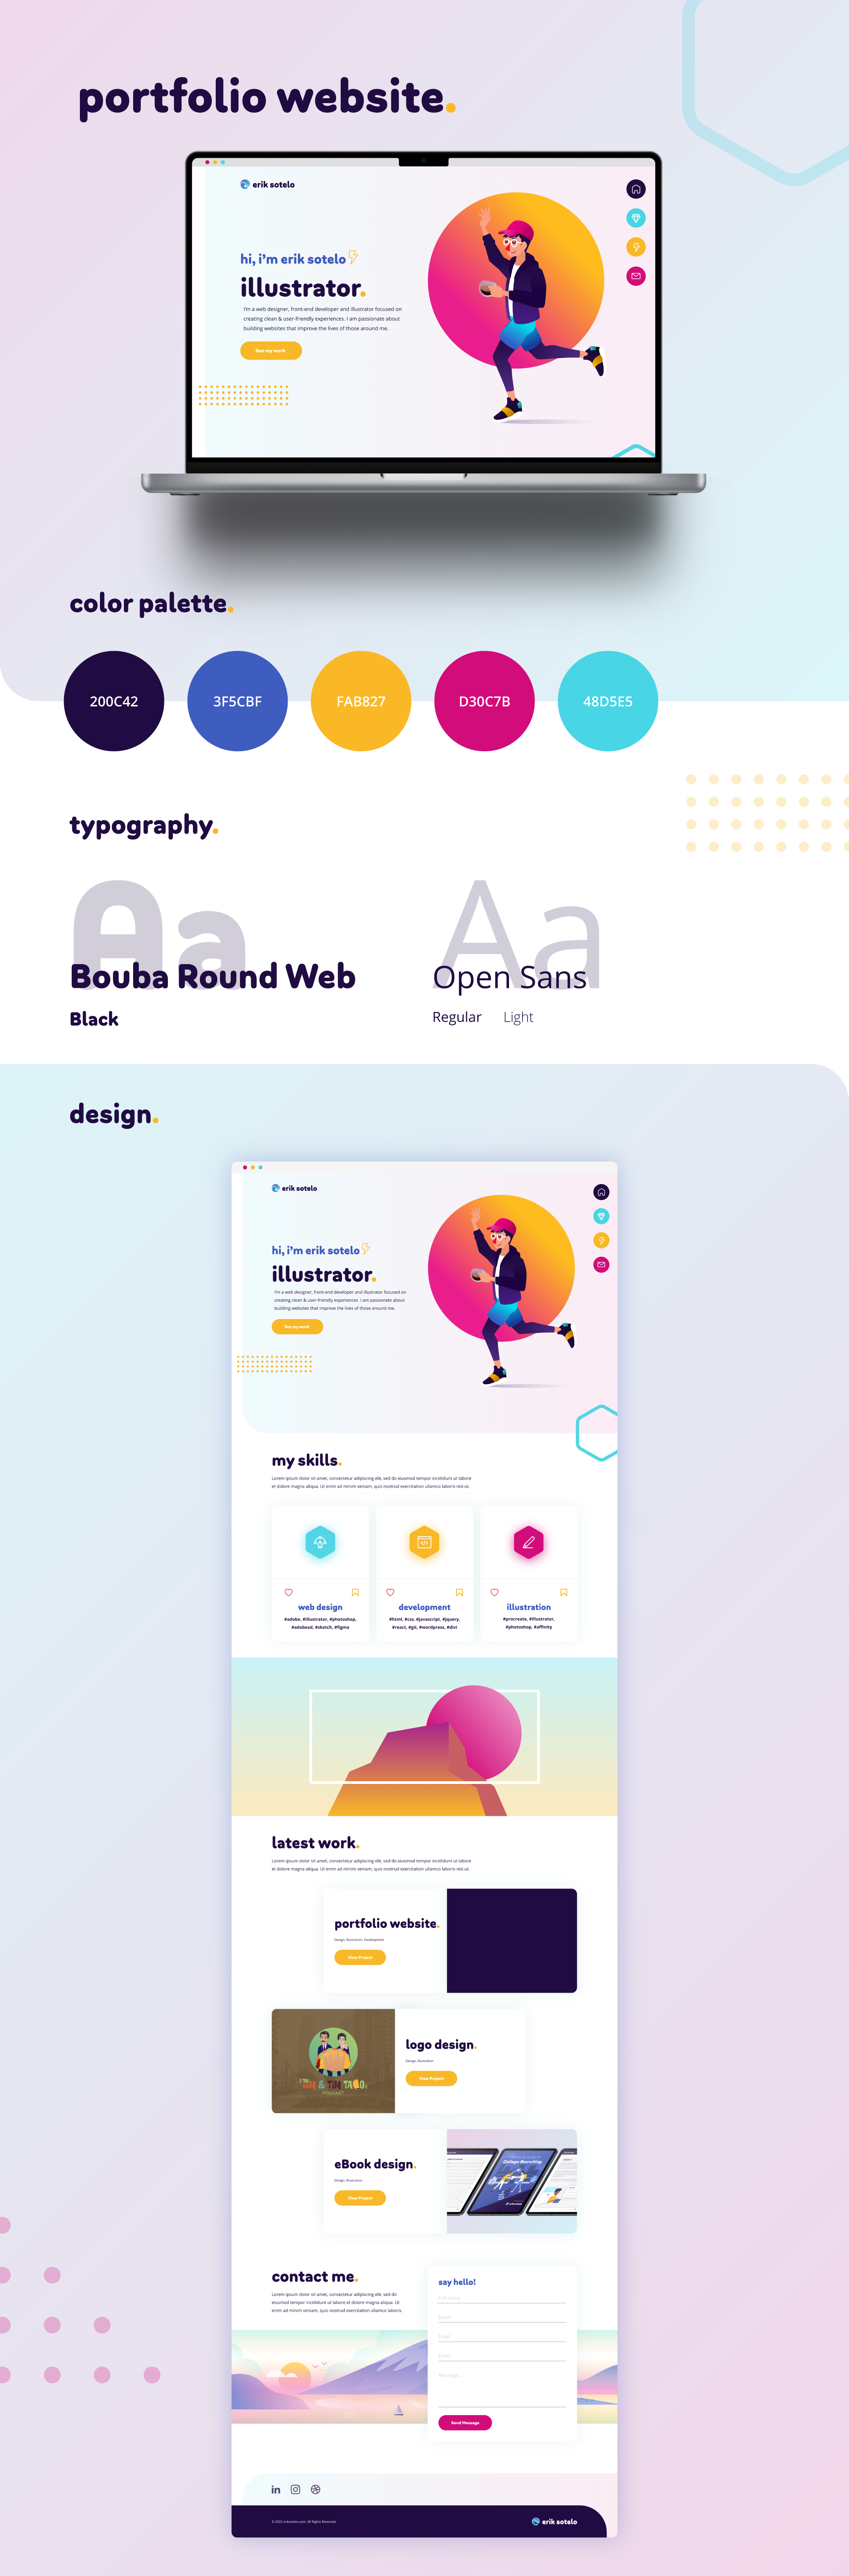 portfolio website.
erik sotelo
hi, i'm erik sotelo
illustrator.
I'm a web designer, front-end developer and illustrator focused on
creating clean & user-friendly experiences. I am passionate about
building websites that improve the lives of those around me.
See my work
color palette.
200C42
3F5CBF
FAB827
D30C7B
48D5E5
typography.
Aa
Bouba Round Web
Black
Aa
Open Sans
Regular Light
design.
erik sotelo
hi, i'm erik sotelo
illustrator.
I'm a web designer, front-end developer and illustrator focused on
creating clean & user-friendly experiences. I am passionate about
building websites that improve the lives of those around me.
See my work
my skills.
Lorem ipsum dolor sit amet, consectetur adipiscing elit, sed do eiusmod tempor incididunt ut labore
et dolore magna aliqua. Ut enim ad minim veniam, quis nostrud exercitation ullamco laboris nisi ut.
web design
#adobe, #illustrator, #photoshop,
#adobexd, #sketch, #figma
development
#html, #css, #javascript, #jquery,
#react, #git, #wordpress, #divi
illustration
#procreate, #illustrator,
#photoshop, #affinity
latest work.
Lorem ipsum dolor sit amet, consectetur adipiscing elit, sed do eiusmod tempor incididunt ut labore
et dolore magna aliqua. Ut enim ad minim veniam, quis nostrud exercitation ullamco laboris nisi ut.
portfolio website.
Design, Illustration, Development
View Project
PODCAST
logo design.
Design, Illustration
View Project
eBook design.
Design, Illustration
View Project
College Recruiting
contact me.
Lorem ipsum dolor sit amet, consectetur adipiscing elit, sed do
eiusmod tempor incididunt ut labore et dolore magna aliqua. Ut
enim ad minim veniam, quis nostrud exercitation ullamco laboris.
say hello!
Full name
Email
Email
Email
Message
Send Message
© 2022 eriksotelo.com. All Rights Reserved
erik sotelo